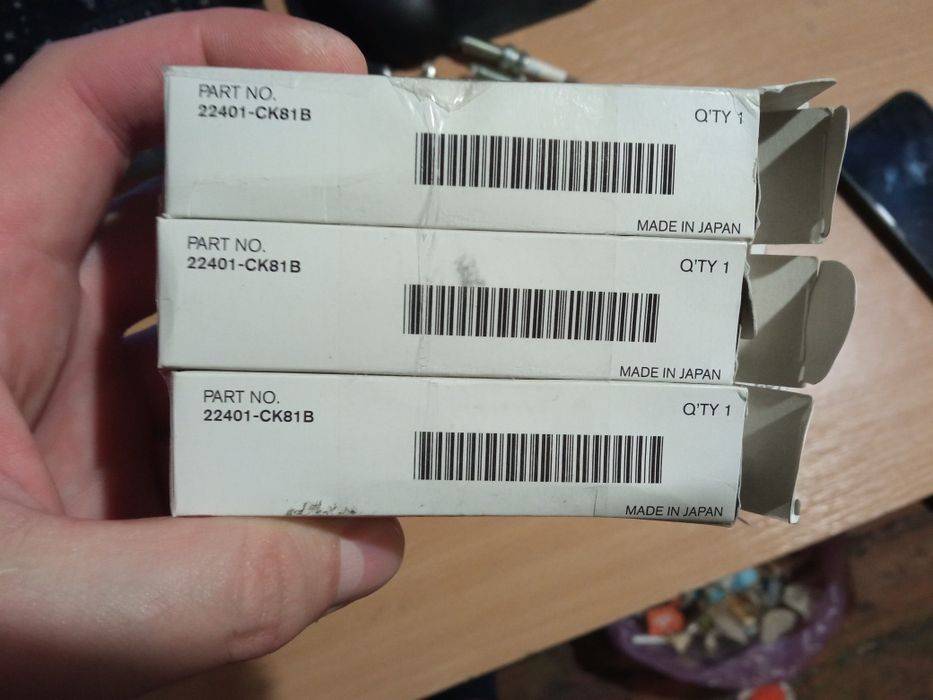 PART NO.
22401-CK81B
Q'TY 1
MADE IN JAPAN
PART NO.
22401-CK81B
Q'TY 1
MADE IN JAPAN
PART NO.
22401-CK81B
Q'TY 1
MADE IN JAPAN